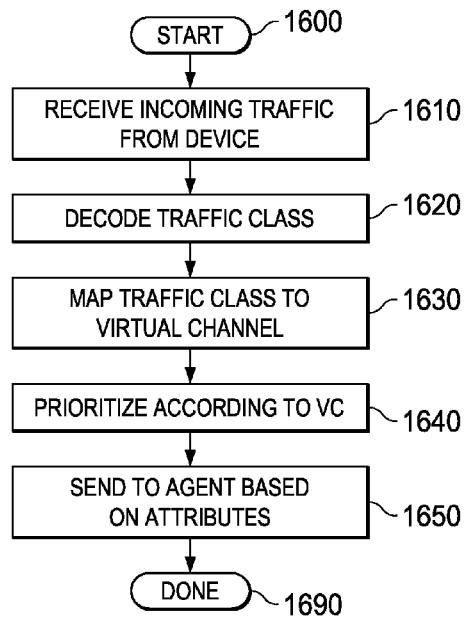 START
1600
RECEIVE INCOMING TRAFFIC
FROM DEVICE
1610
DECODE TRAFFIC CLASS
1620
MAP TRAFFIC CLASS TO
VIRTUAL CHANNEL
1630
PRIORITIZE ACCORDING TO VC
1640
SEND TO AGENT BASED
ON ATTRIBUTES
1650
DONE
1690